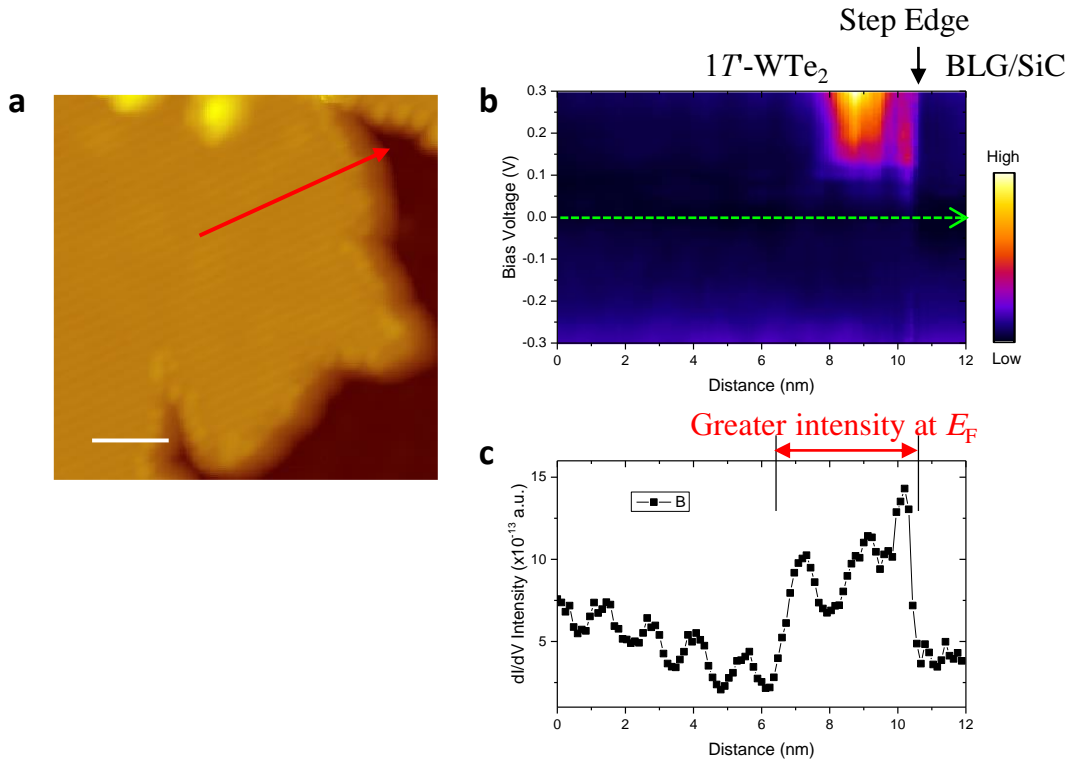 Step Edge
1T'-WTe₂
BLG/SiC
a
b
0.3
0.2
0.1
0.0
-0.1
-0.2
-0.3
Bias Voltage (V)
0 2 4 6 8 10 12
Distance (nm)
High
Low
Greater intensity at E_F
c
15
10
5
dI/dV Intensity (x10⁻¹³ a.u.)
B
0 2 4 6 8 10 12
Distance (nm)